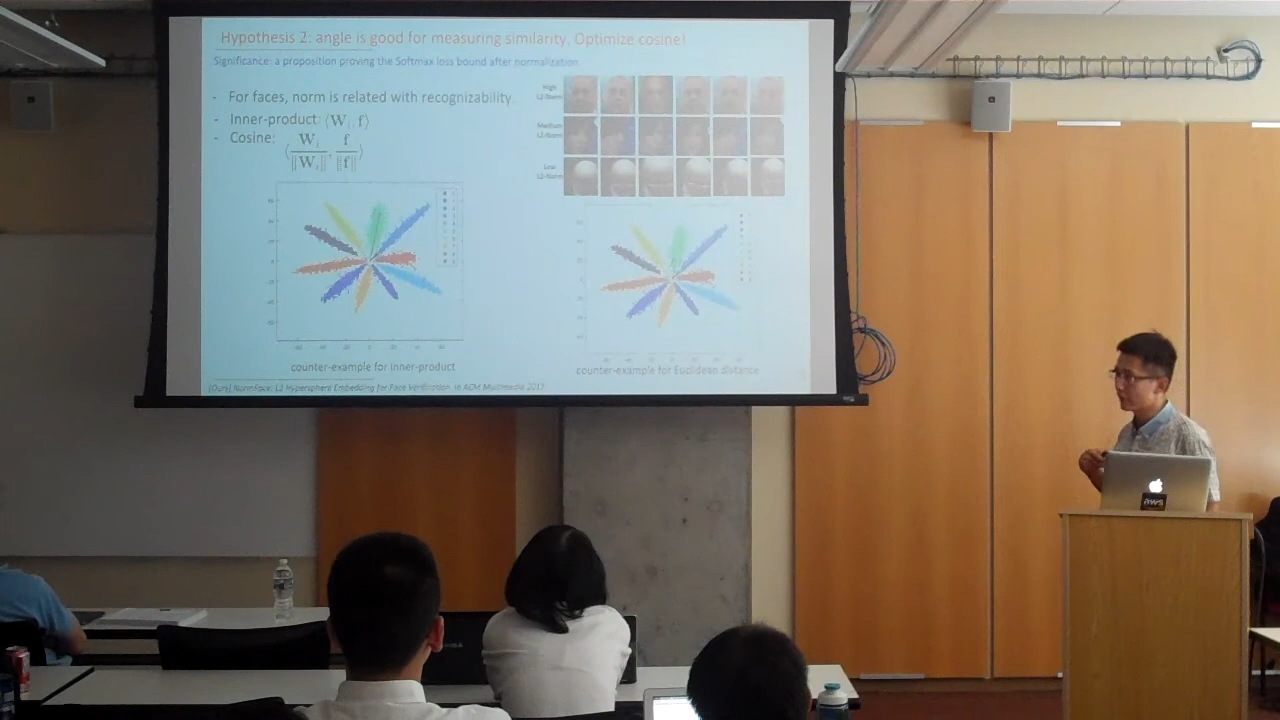 Hypothesis 2: angle is good for measuring similarity. Optimize cosine!
Significance: a proposition proving the Softmax loss bound after normalization.
- For faces, norm is related with recognizability
- Inner-product: ⟨W_i, f⟩
- Cosine: ⟨W_i/‖W_i‖, f/‖f‖⟩
High
L2-Norm
Medium
L2-Norm
Low
L2-Norm
counter-example for inner-product
counter-example for Euclidean distance
[Ours] NormFace: L2 Hypersphere Embedding for Face Verification. In ACM Multimedia 2017